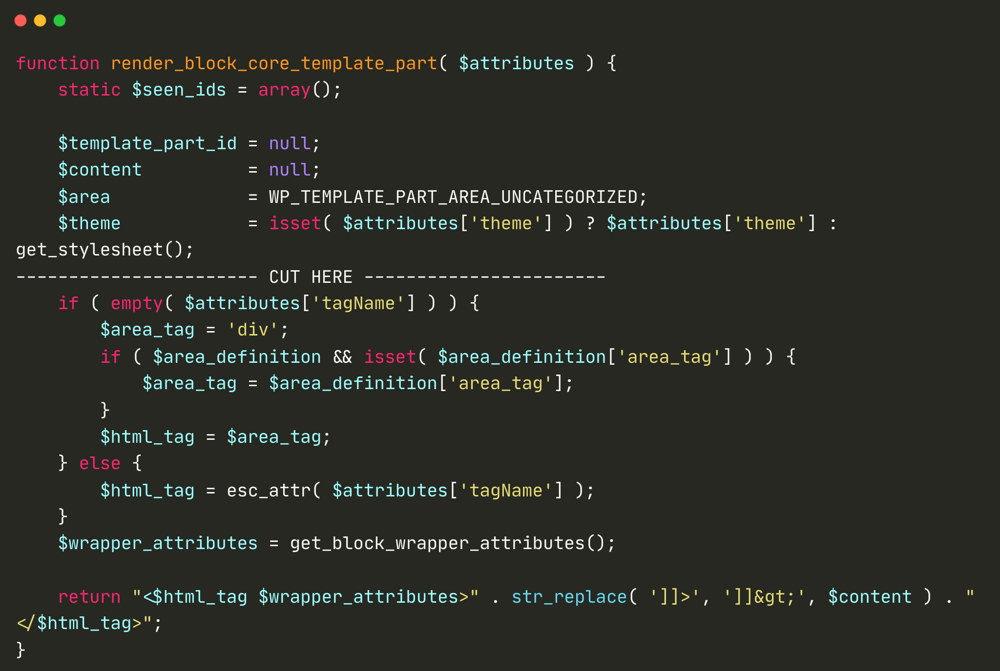 function render_block_core_template_part( $attributes ) {
    static $seen_ids = array();

    $template_part_id = null;
    $content          = null;
    $area             = WP_TEMPLATE_PART_AREA_UNCATEGORIZED;
    $theme            = isset( $attributes['theme'] ) ? $attributes['theme'] :
get_stylesheet();
----------------------- CUT HERE -----------------------
    if ( empty( $attributes['tagName'] ) ) {
        $area_tag = 'div';
        if ( $area_definition && isset( $area_definition['area_tag'] ) ) {
            $area_tag = $area_definition['area_tag'];
        }
        $html_tag = $area_tag;
    } else {
        $html_tag = esc_attr( $attributes['tagName'] );
    }
    $wrapper_attributes = get_block_wrapper_attributes();

    return "<$html_tag $wrapper_attributes>" . str_replace( ']]>', ']]&gt;', $content ) . "
</$html_tag>";
}